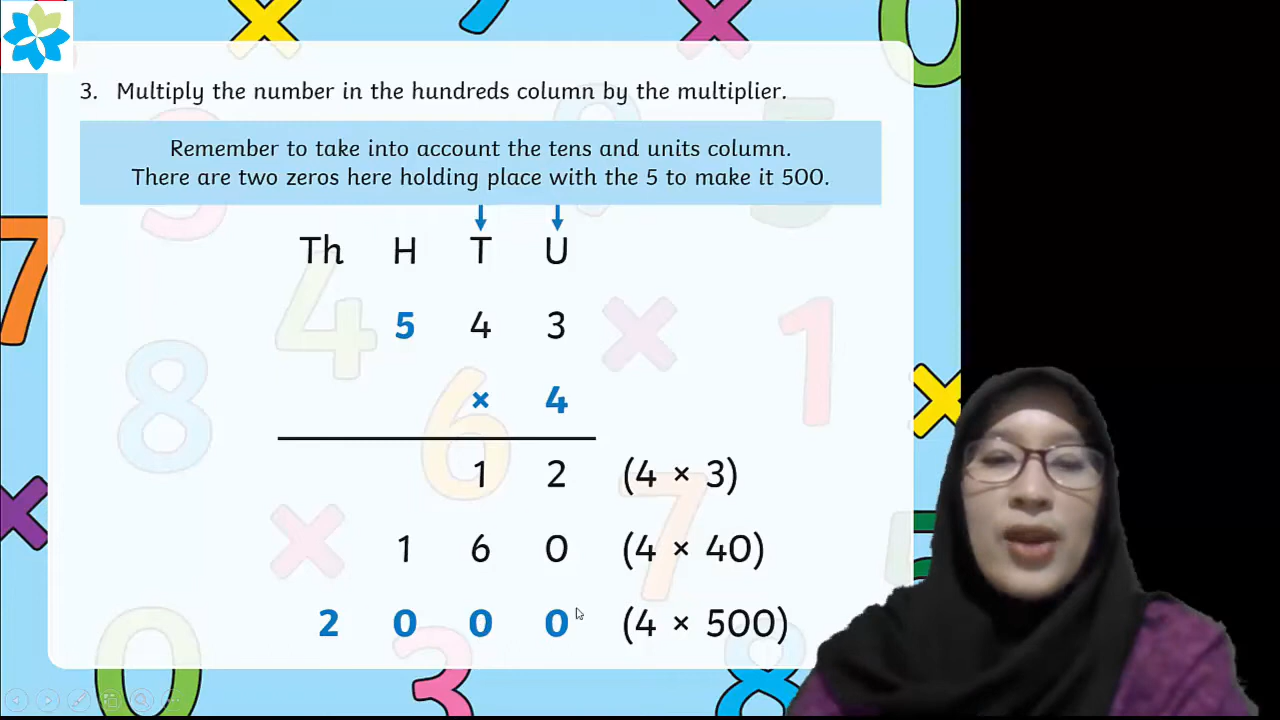 3. Multiply the number in the hundreds column by the multiplier.
Remember to take into account the tens and units column.
There are two zeros here holding place with the 5 to make it 500.
Th H T U
5 4 3
× 4
1 2 (4 × 3)
1 6 0 (4 × 40)
2 0 0 0 (4 × 500)